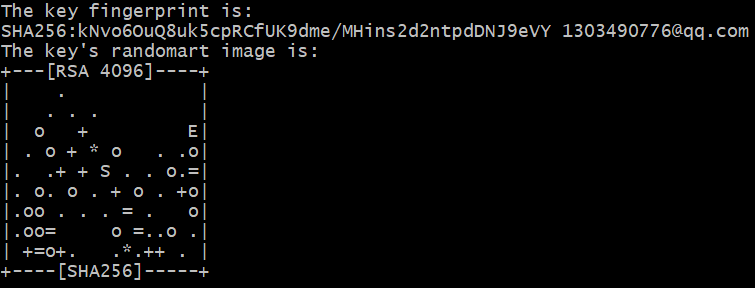 The key fingerprint is:
SHA256:kNvo6OuQ8uk5cpRCfUK9dme/MHins2d2ntpdDNJ9eVY 1303490776@qq.com
The key's randomart image is:
+---[RSA 4096]----+
|    .            |
|   . . .         |
|  o   +         E|
| . o + * o   . .o|
|.  .+ + S . . o.=|
|. o. o . + o . +o|
|.oo . . . = .   o|
|.oo=     o =..o .|
| +=o+.   .*.++ . |
+----[SHA256]-----+